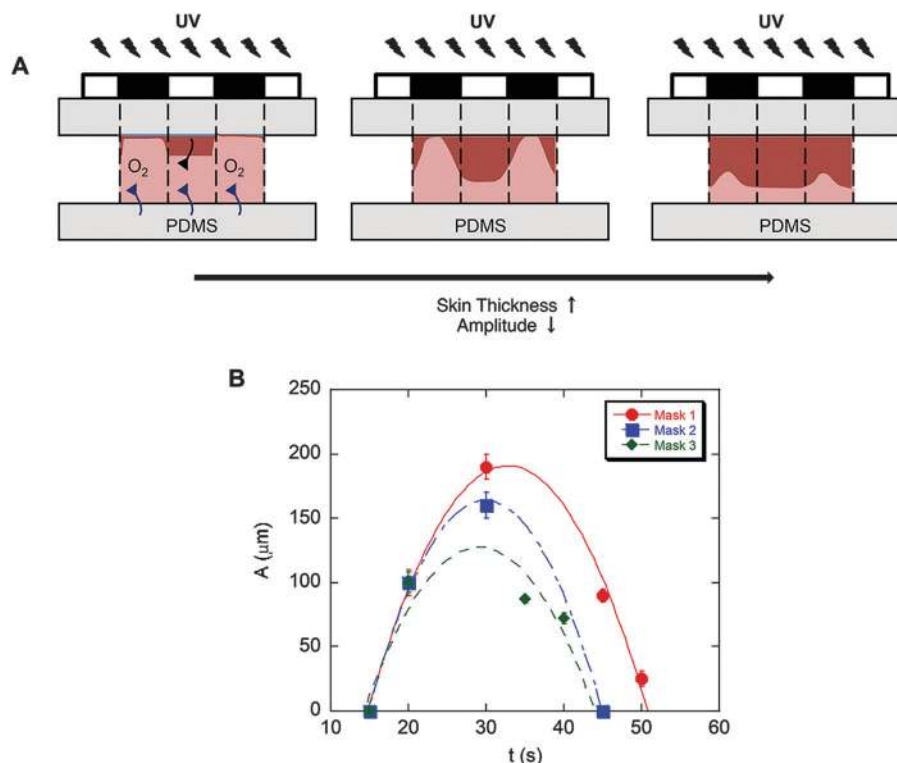 A
UV
UV
UV
O2
O2
PDMS
PDMS
PDMS
Skin Thickness ↑
Amplitude ↓
B
250
200
150
100
50
0
A (μm)
Mask 1
Mask 2
Mask 3
10
20
30
40
50
60
t (s)